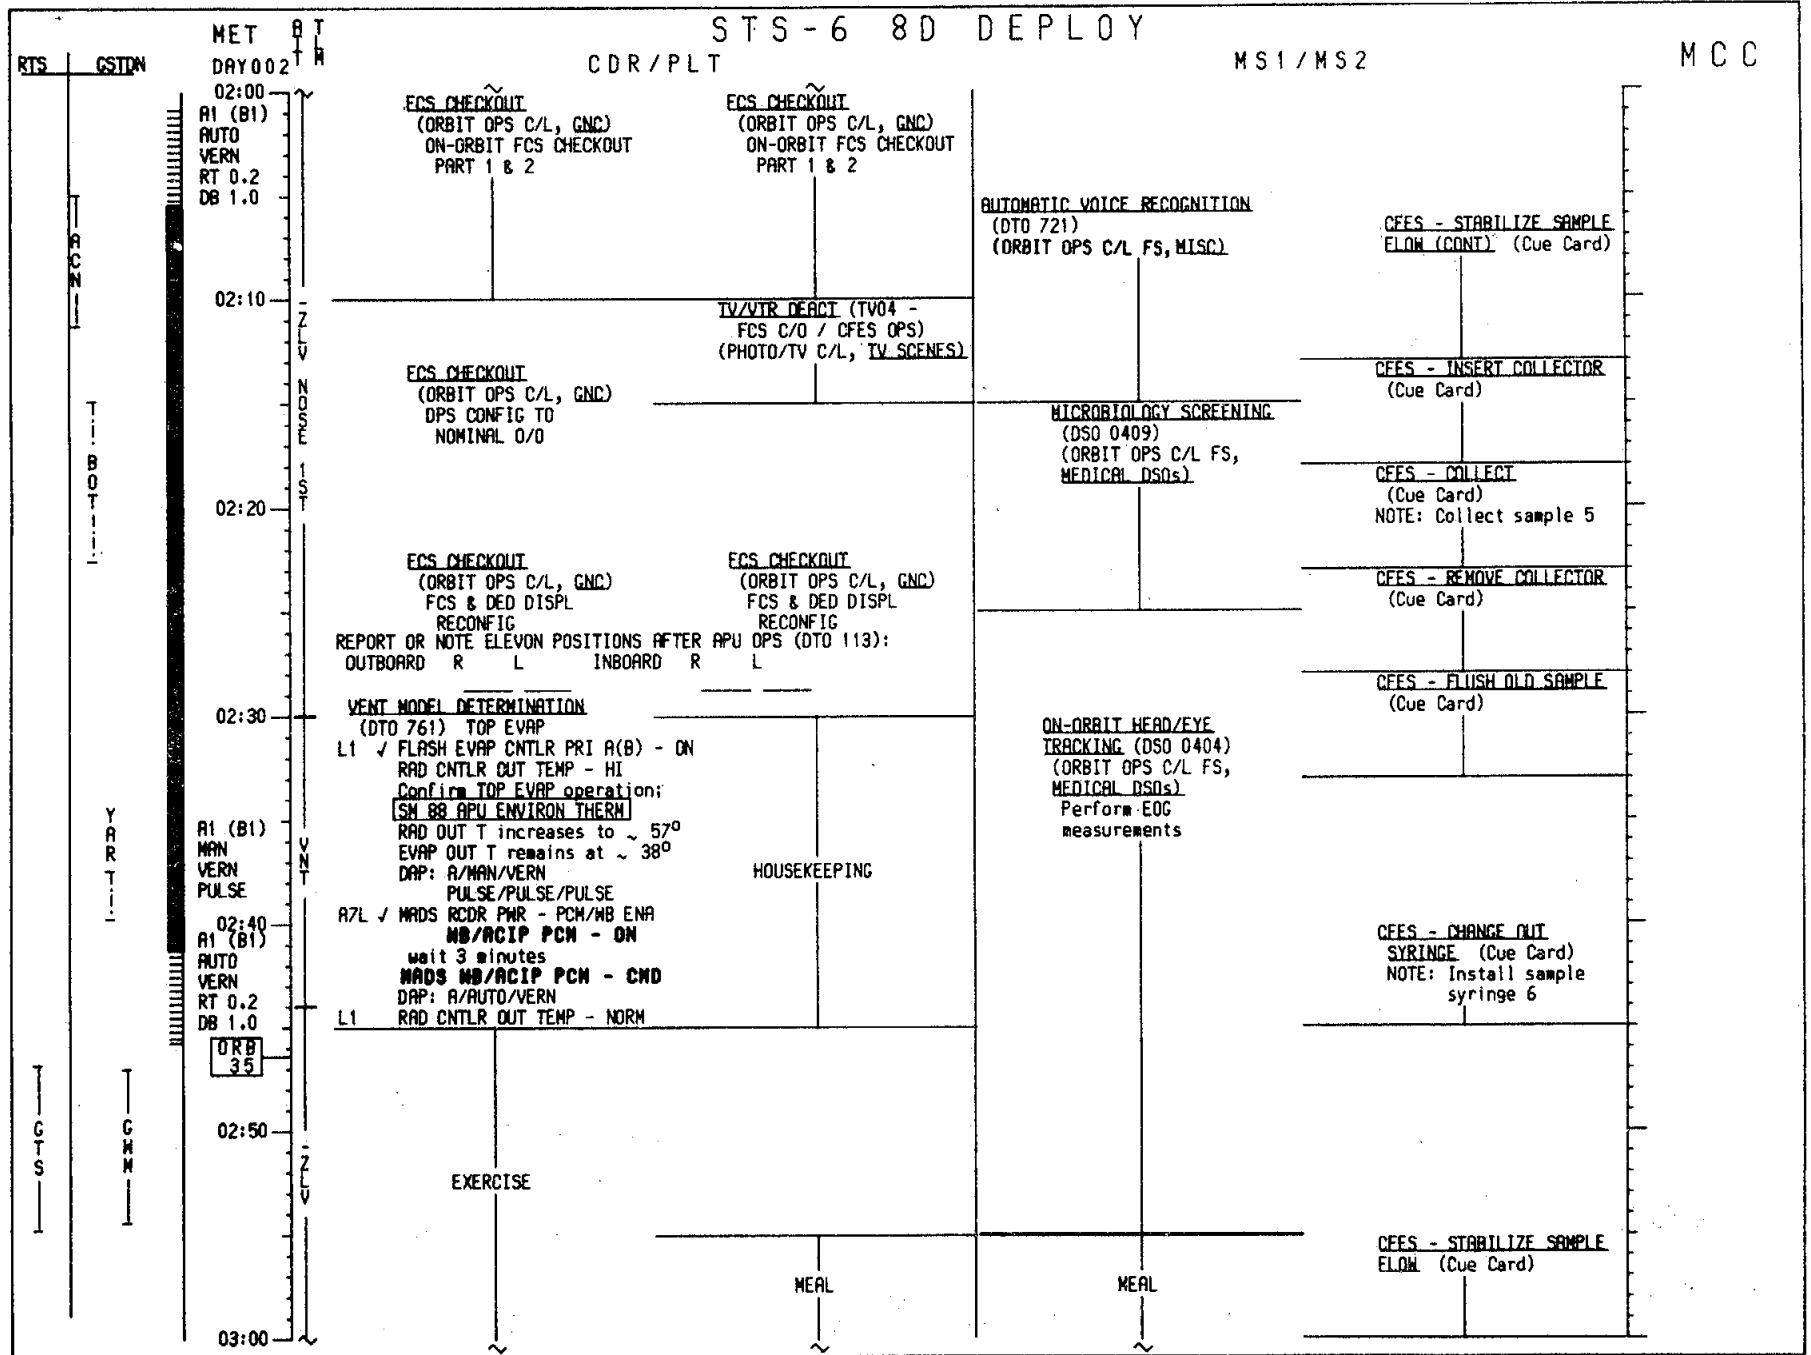 STS-6 8D DEPLOY
RTS GSTDN
MET
DAY002
ATT
TLM
CDR/PLT
MS1/MS2
MCC
02:00
A1 (B1)
AUTO
VERN
RT 0.2
DB 1.0
02:10
02:20
02:30
A1 (B1)
MAN
VERN
PULSE
02:40
A1 (B1)
AUTO
VERN
RT 0.2
DB 1.0
ORB
35
02:50
03:00
ACN
BOT
YAR
GTS
GWM
-ZLV NOSE 1ST
VNT
-ZLV
FCS CHECKOUT
(ORBIT OPS C/L, GNC)
ON-ORBIT FCS CHECKOUT
PART 1 & 2
FCS CHECKOUT
(ORBIT OPS C/L, GNC)
DPS CONFIG TO
NOMINAL O/O
FCS CHECKOUT
(ORBIT OPS C/L, GNC)
FCS & DED DISPL
RECONFIG
FCS CHECKOUT
(ORBIT OPS C/L, GNC)
ON-ORBIT FCS CHECKOUT
PART 1 & 2
TV/VTR DEACT (TV04 -
FCS C/O / CFES OPS)
(PHOTO/TV C/L, TV SCENES)
FCS CHECKOUT
(ORBIT OPS C/L, GNC)
FCS & DED DISPL
RECONFIG
REPORT OR NOTE ELEVON POSITIONS AFTER APU OPS (DTO 113):
OUTBOARD R L INBOARD R L
VENT MODEL DETERMINATION
(DTO 761) TOP EVAP
L1 √ FLASH EVAP CNTLR PRI A(B) - ON
RAD CNTLR OUT TEMP - HI
Confirm TOP EVAP operation;
SM 88 APU ENVIRON THERM
RAD OUT T increases to ~ 57°
EVAP OUT T remains at ~ 38°
DAP: A/MAN/VERN
PULSE/PULSE/PULSE
A7L √ MADS RCDR PWR - PCM/WB ENA
WB/ACIP PCM - ON
wait 3 minutes
MADS WB/ACIP PCM - CMD
DAP: A/AUTO/VERN
L1 RAD CNTLR OUT TEMP - NORM
EXERCISE
HOUSEKEEPING
MEAL
AUTOMATIC VOICE RECOGNITION
(DTO 721)
(ORBIT OPS C/L FS, MISC)
MICROBIOLOGY SCREENING
(DSO 0409)
(ORBIT OPS C/L FS,
MEDICAL DSOs)
ON-ORBIT HEAD/EYE
TRACKING (DSO 0404)
(ORBIT OPS C/L FS,
MEDICAL DSOs)
Perform EOG
measurements
MEAL
CFES - STABILIZE SAMPLE
FLOW (CONT) (Cue Card)
CFES - INSERT COLLECTOR
(Cue Card)
CFES - COLLECT
(Cue Card)
NOTE: Collect sample 5
CFES - REMOVE COLLECTOR
(Cue Card)
CFES - FLUSH OLD SAMPLE
(Cue Card)
CFES - CHANGE OUT
SYRINGE (Cue Card)
NOTE: Install sample
syringe 6
CFES - STABILIZE SAMPLE
FLOW (Cue Card)